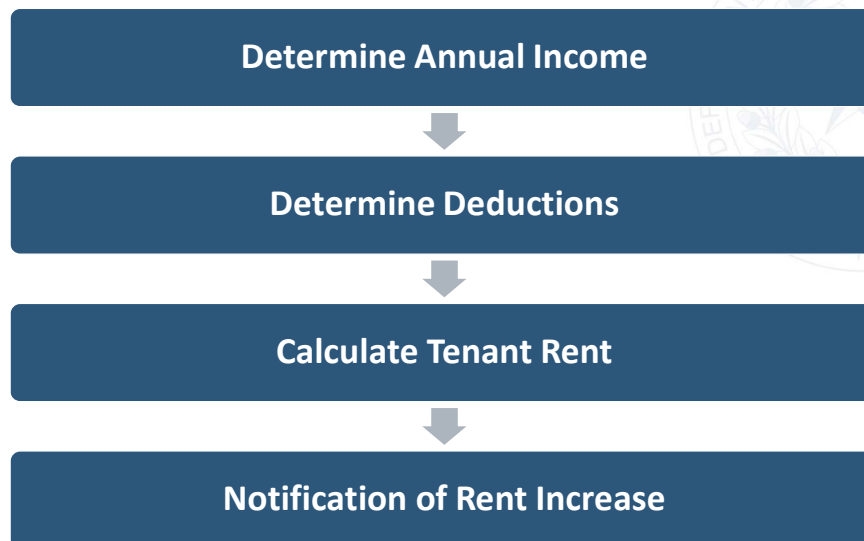 Determine Annual Income
Determine Deductions
Calculate Tenant Rent
Notification of Rent Increase